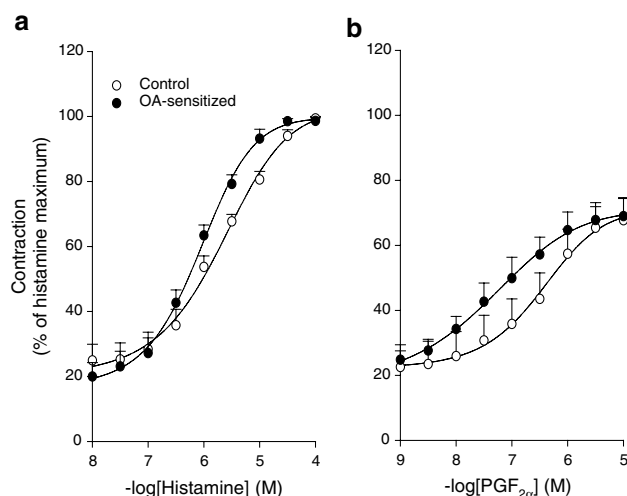 a
b
120
100
80
60
40
20
0
Control
OA-sensitized
Contraction
(% of histamine maximum)
8 7 6 5 4
-log[Histamine] (M)
120
100
80
60
40
20
0
9 8 7 6 5
-log[PGF₂α] (M)